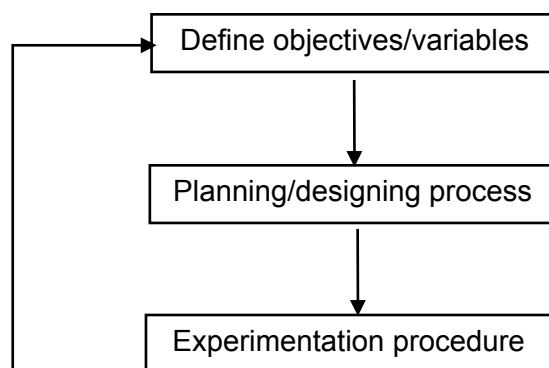 Define objectives/variables
Planning/designing process
Experimentation procedure